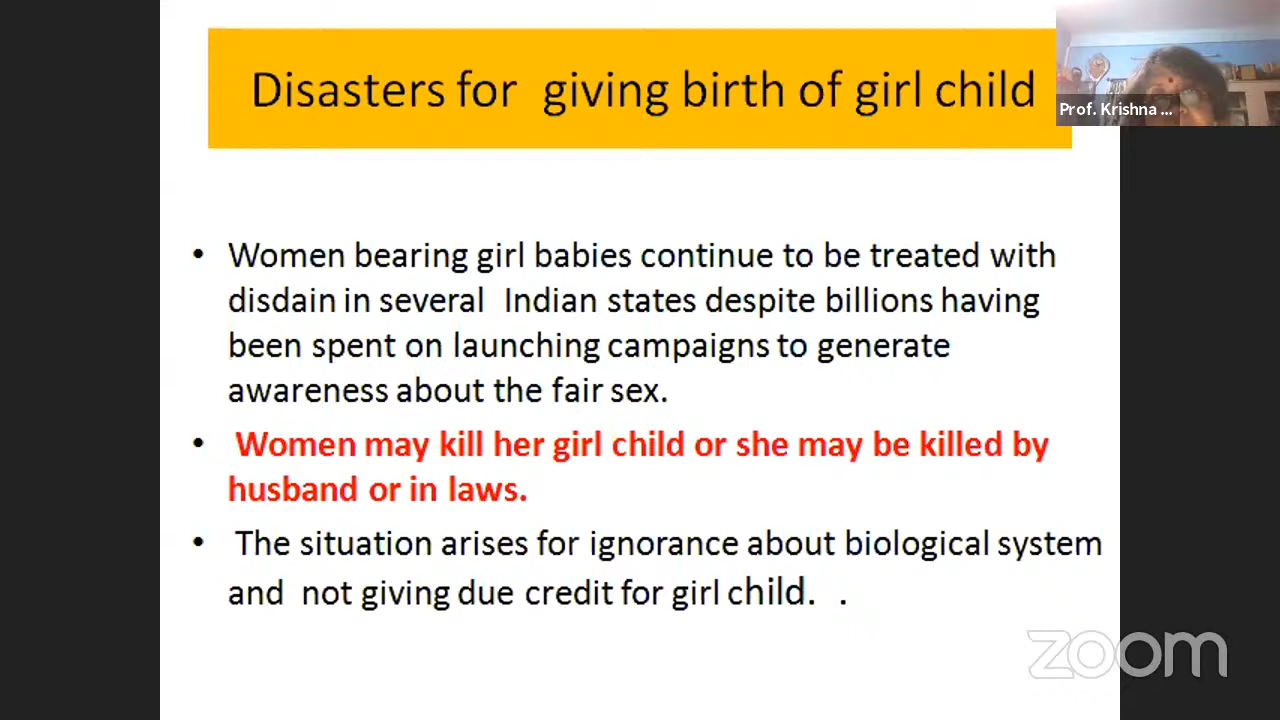 Disasters for giving birth of girl child
Prof. Krishna ...
• Women bearing girl babies continue to be treated with
disdain in several Indian states despite billions having
been spent on launching campaigns to generate
awareness about the fair sex.
• Women may kill her girl child or she may be killed by
husband or in laws.
• The situation arises for ignorance about biological system
and not giving due credit for girl child. .
zoom